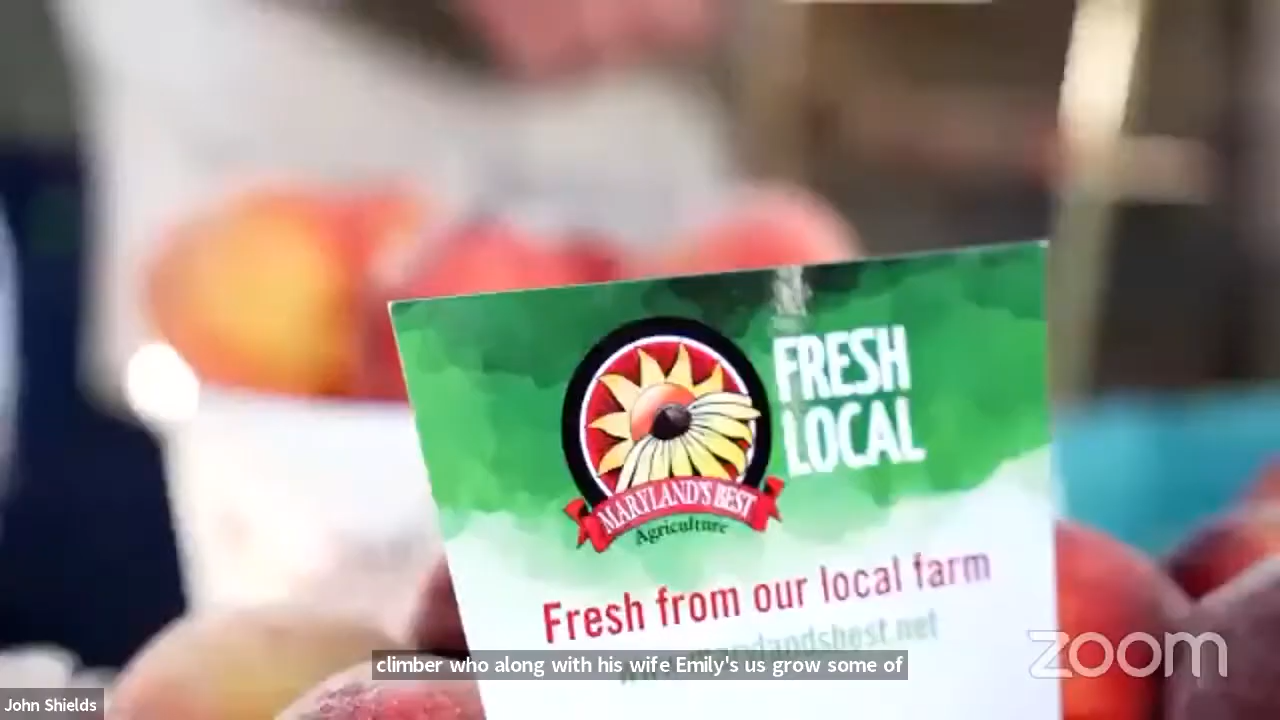 FRESH
LOCAL
MARYLAND'S BEST
Agriculture
Fresh from our local farm
climber who along with his wife Emily's us grow some of
zoom
John Shields